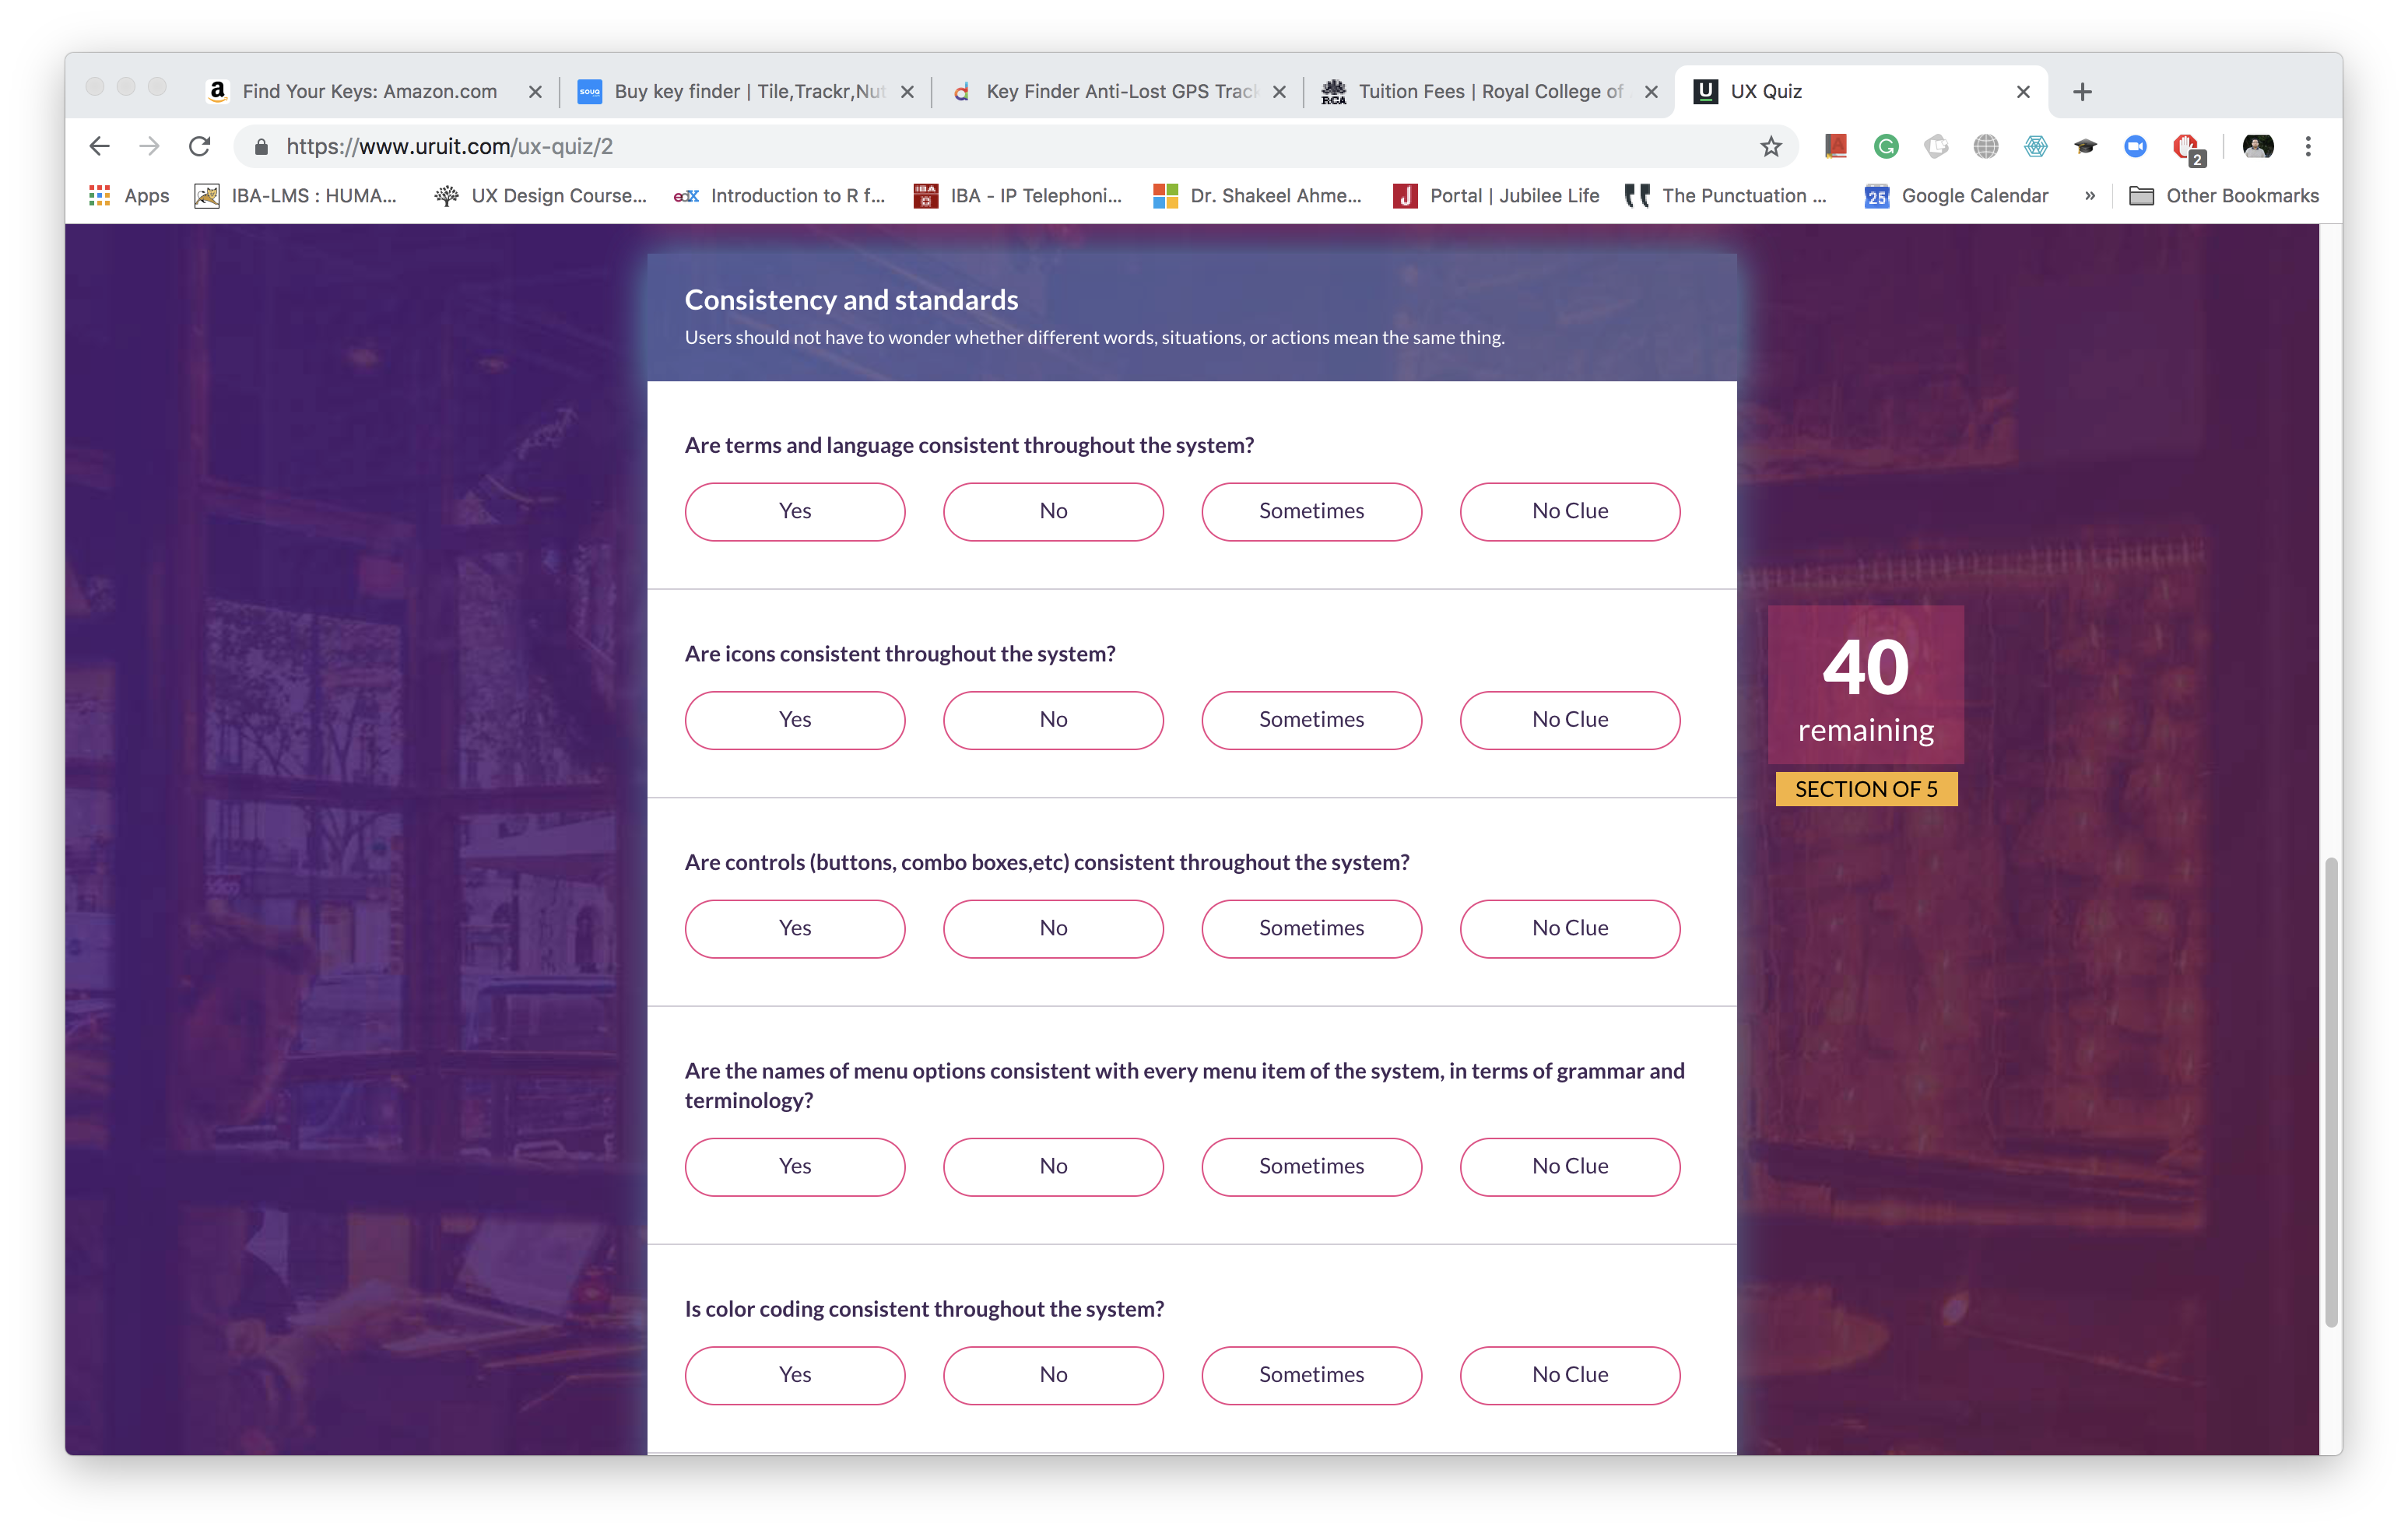 Find Your Keys: Amazon.com
Buy key finder | Tile,Trackr,Nut
Key Finder Anti-Lost GPS Track
Tuition Fees | Royal College of
UX Quiz
https://www.uruit.com/ux-quiz/2
2
Apps
IBA-LMS : HUMA...
UX Design Course...
edX
Introduction to R f...
IBA
IBA - IP Telephoni...
Dr. Shakeel Ahme...
Portal | Jubilee Life
The Punctuation ...
25
Google Calendar
»
Other Bookmarks
Consistency and standards
Users should not have to wonder whether different words, situations, or actions mean the same thing.
Are terms and language consistent throughout the system?
Yes
No
Sometimes
No Clue
Are icons consistent throughout the system?
Yes
No
Sometimes
No Clue
40
remaining
SECTION OF 5
Are controls (buttons, combo boxes,etc) consistent throughout the system?
Yes
No
Sometimes
No Clue
Are the names of menu options consistent with every menu item of the system, in terms of grammar and
terminology?
Yes
No
Sometimes
No Clue
Is color coding consistent throughout the system?
Yes
No
Sometimes
No Clue